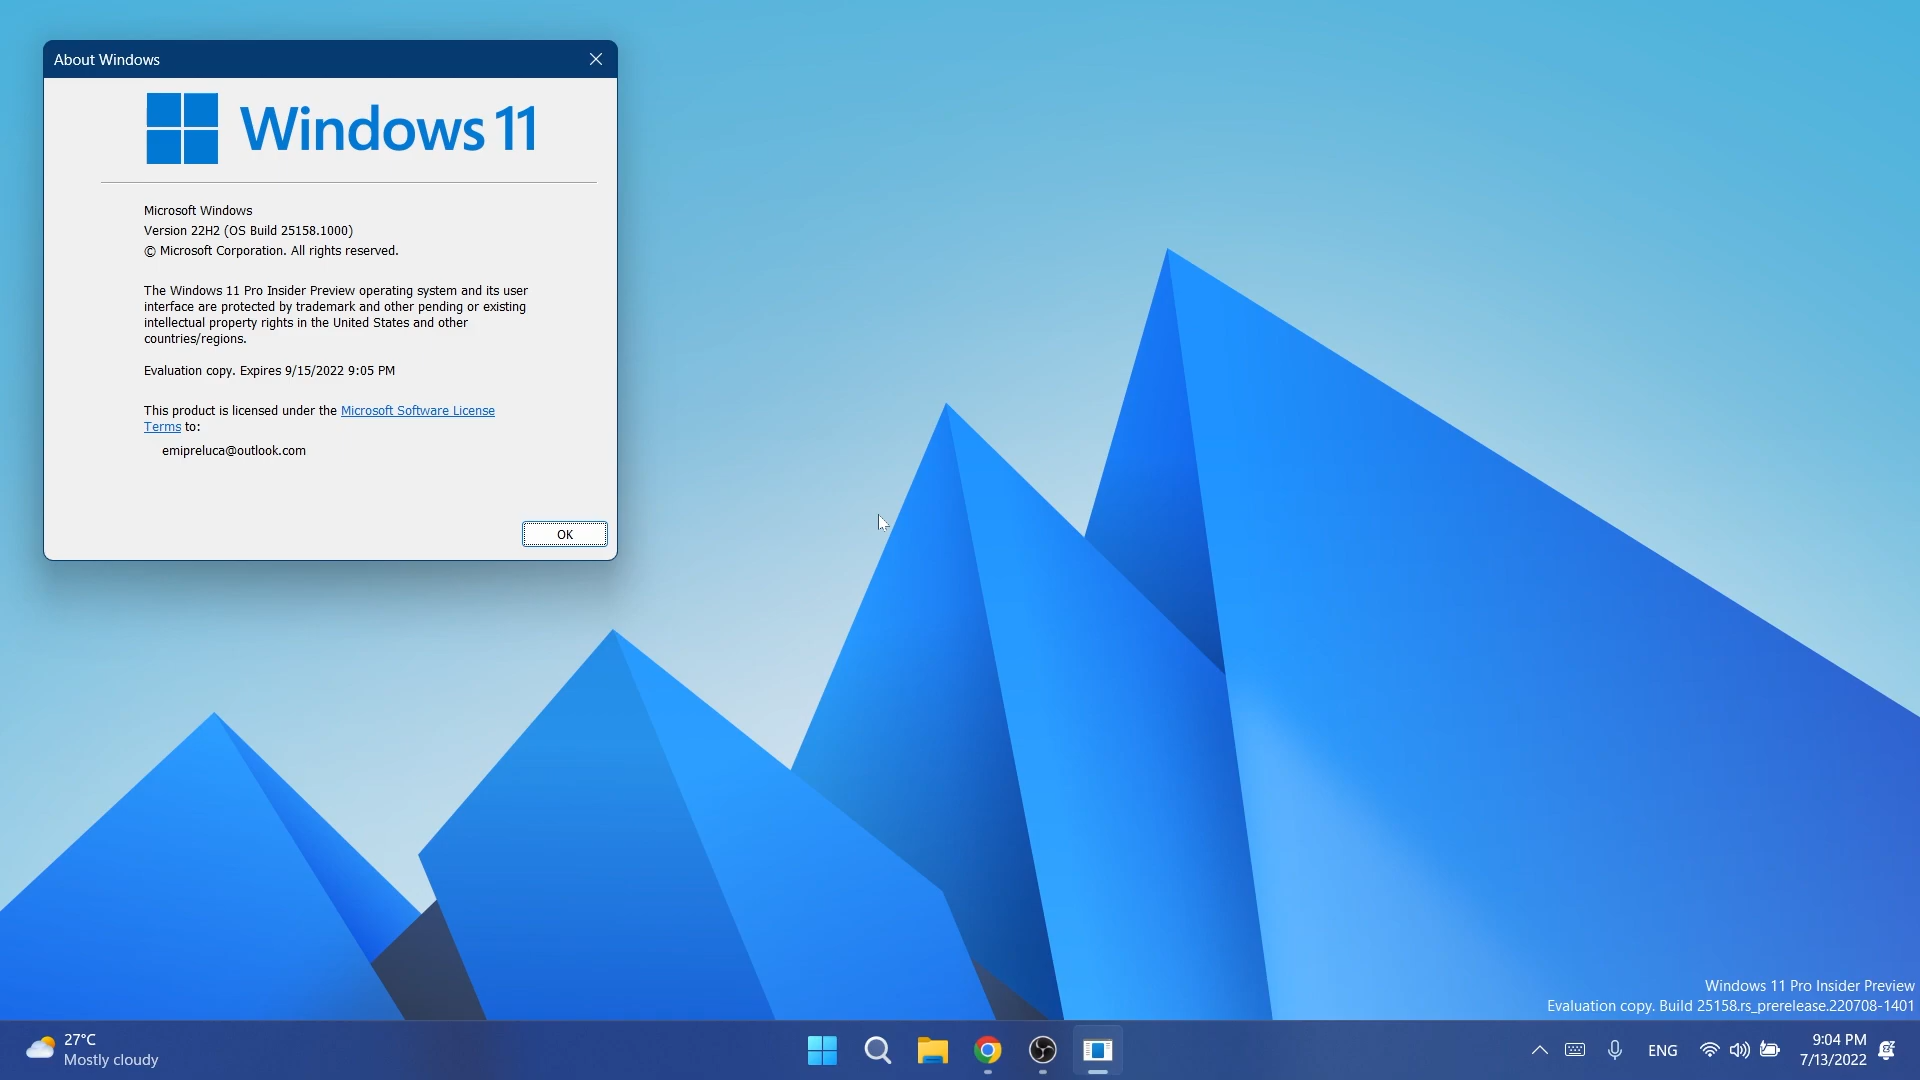 About Windows
Windows 11
Microsoft Windows
Version 22H2 (OS Build 25158.1000)
© Microsoft Corporation. All rights reserved.
The Windows 11 Pro Insider Preview operating system and its user
interface are protected by trademark and other pending or existing
intellectual property rights in the United States and other
countries/regions.
Evaluation copy. Expires 9/15/2022 9:05 PM
This product is licensed under the Microsoft Software License
Terms to:
emipreluca@outlook.com
OK
Windows 11 Pro Insider Preview
Evaluation copy. Build 25158.rs_prerelease.220708-1401
27°C
Mostly cloudy
ENG
9:04 PM
7/13/2022